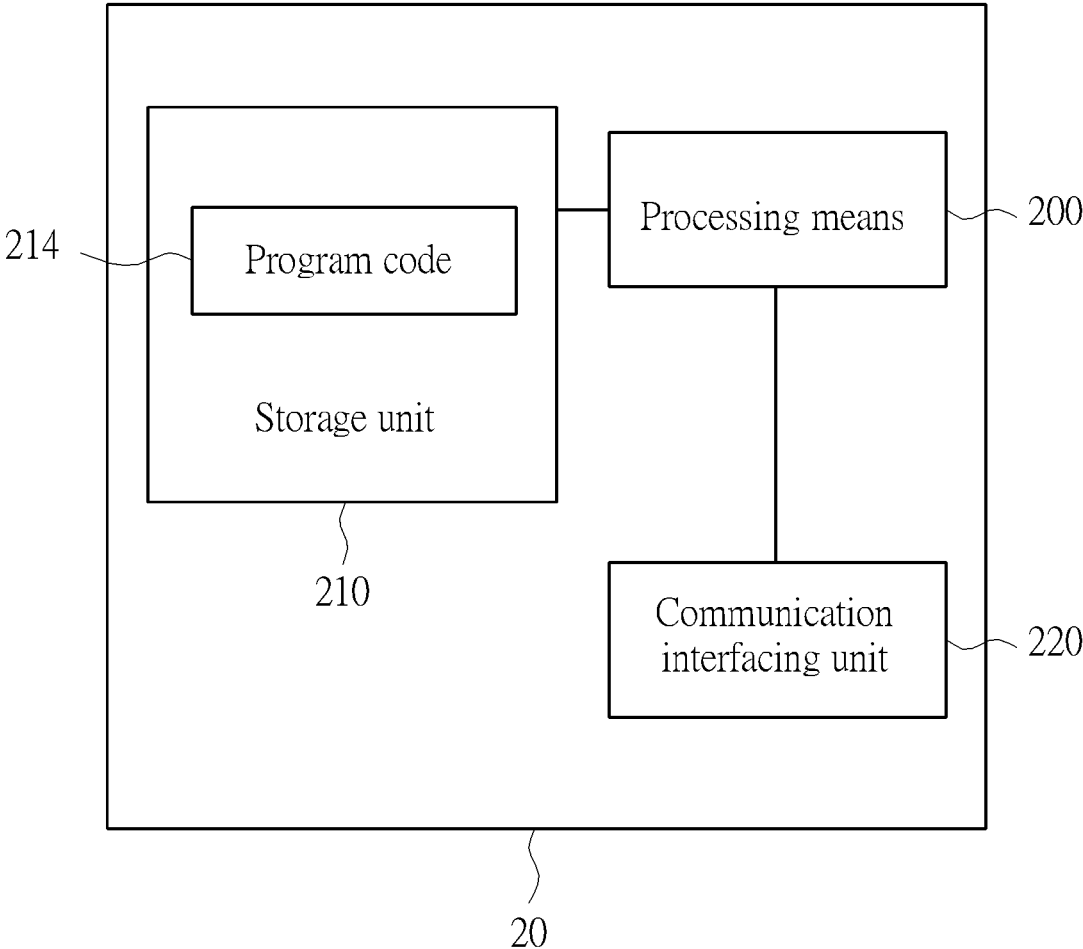 Processing means
200
214
Program code
Storage unit
210
Communication
interfacing unit
220
20